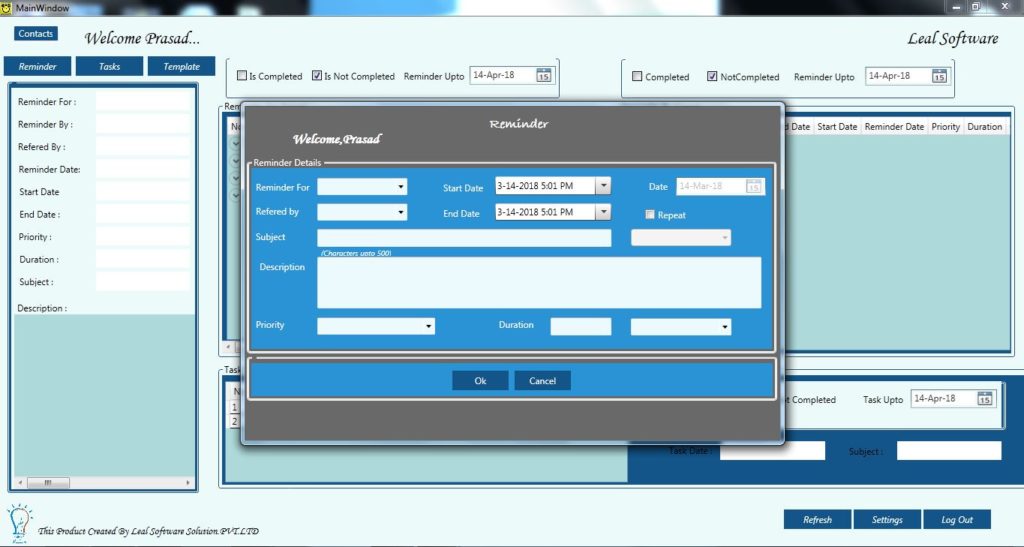 MainWindow
Contacts
Welcome Prasad...
Leal Software
Reminder Tasks Template
Is Completed Is Not Completed Reminder Upto 14-Apr-18 15
Completed NotCompleted Reminder Upto 14-Apr-18 15
Reminder For :
Reminder By :
Refered By :
Reminder Date:
Start Date
End Date :
Priority :
Duration :
Subject :
Description :
d Date Start Date Reminder Date Priority Duration
Reminder
Welcome,Prasad
Reminder Details
Reminder For Start Date 3-14-2018 5:01 PM Date 14-Mar-18 15
Refered by End Date 3-14-2018 5:01 PM Repeat
Subject
(Characters upto 500)
Description
Priority Duration
Ok Cancel
Task
1
2
t Completed Task Upto 14-Apr-18 15
Task Date : Subject :
This Product Created By Leal Software Solution.PVT.LTD
Refresh Settings Log Out